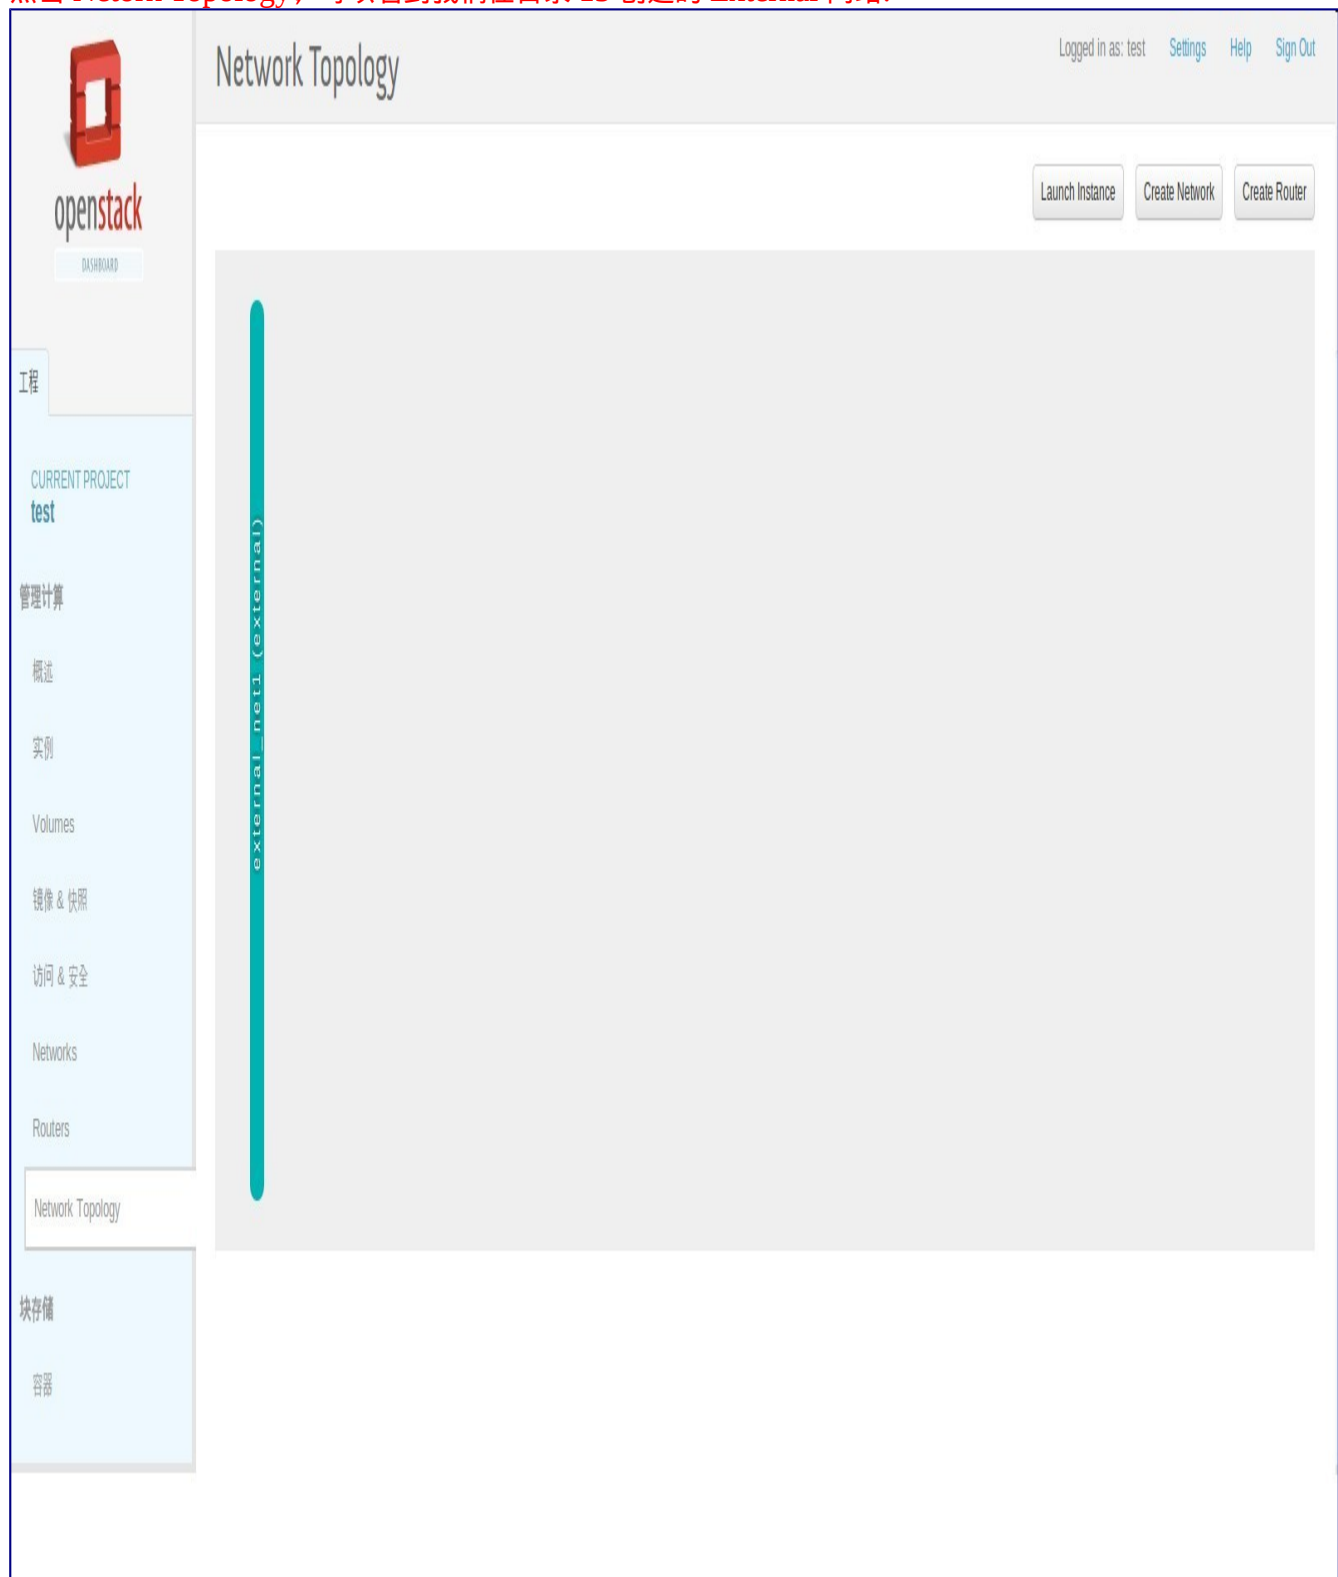 Network Topology
Logged in as: test Settings Help Sign Out
openstack
DASHBOARD
Launch Instance Create Network Create Router
工程
CURRENT PROJECT
test
管理计算
概述
实例
Volumes
镜像 & 快照
访问 & 安全
Networks
Routers
Network Topology
块存储
容器
external_net1 (external)